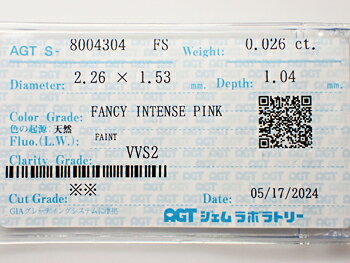 AGT S- 8004304 FS Weight: 0.026 ct.
Diameter: 2.26 × 1.53 mm. Depth: 1.04 mm.
Color Grade: FANCY INTENSE PINK
色の起源: 天然
Fluo.(L.W.): FAINT
Clarity Grade: VVS2
Cut Grade: ※※
GIAグレーディングシステムに準拠
Date: 05/17/2024
AGT ジェム ラボラトリー